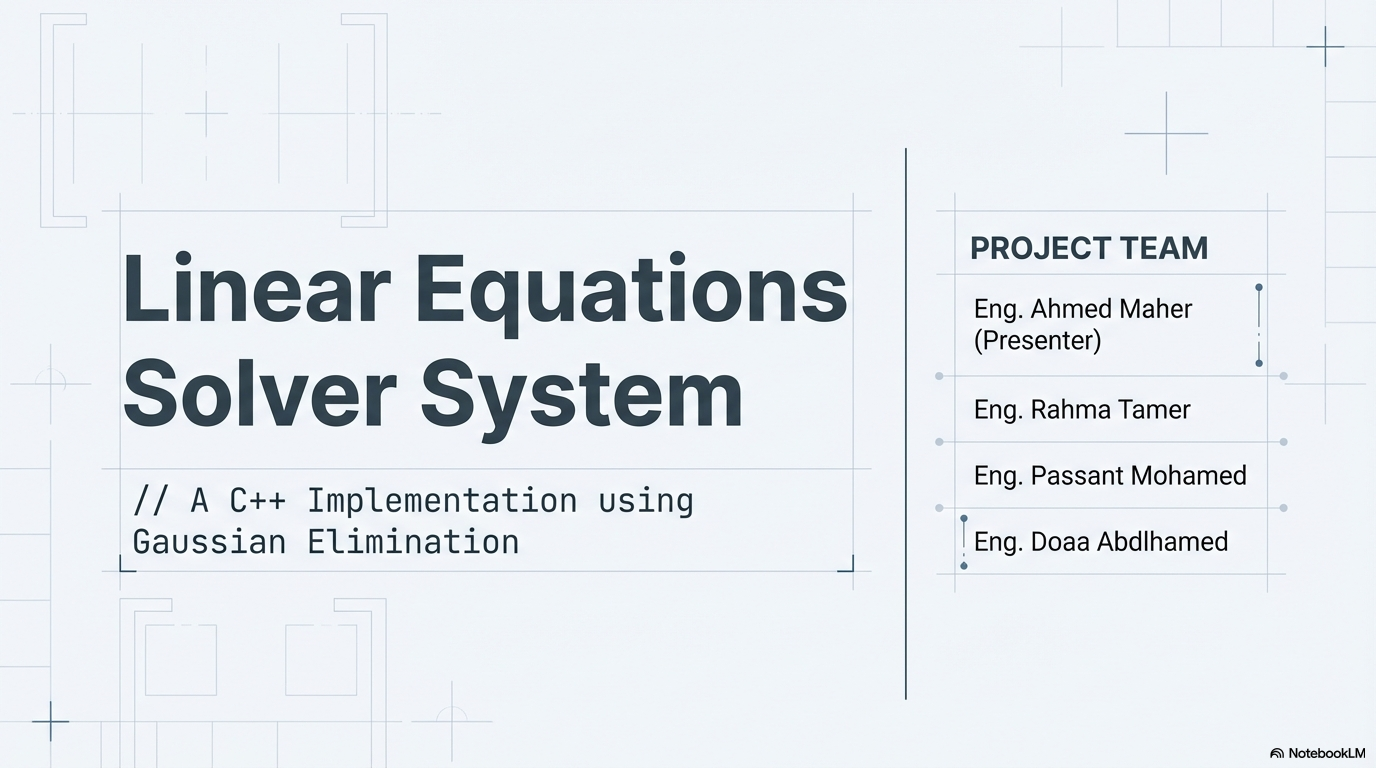 Linear Equations
Solver System
// A C++ Implementation using
Gaussian Elimination
PROJECT TEAM
Eng. Ahmed Maher
(Presenter)
Eng. Rahma Tamer
Eng. Passant Mohamed
Eng. Doaa Abdlhamed
NotebookLM